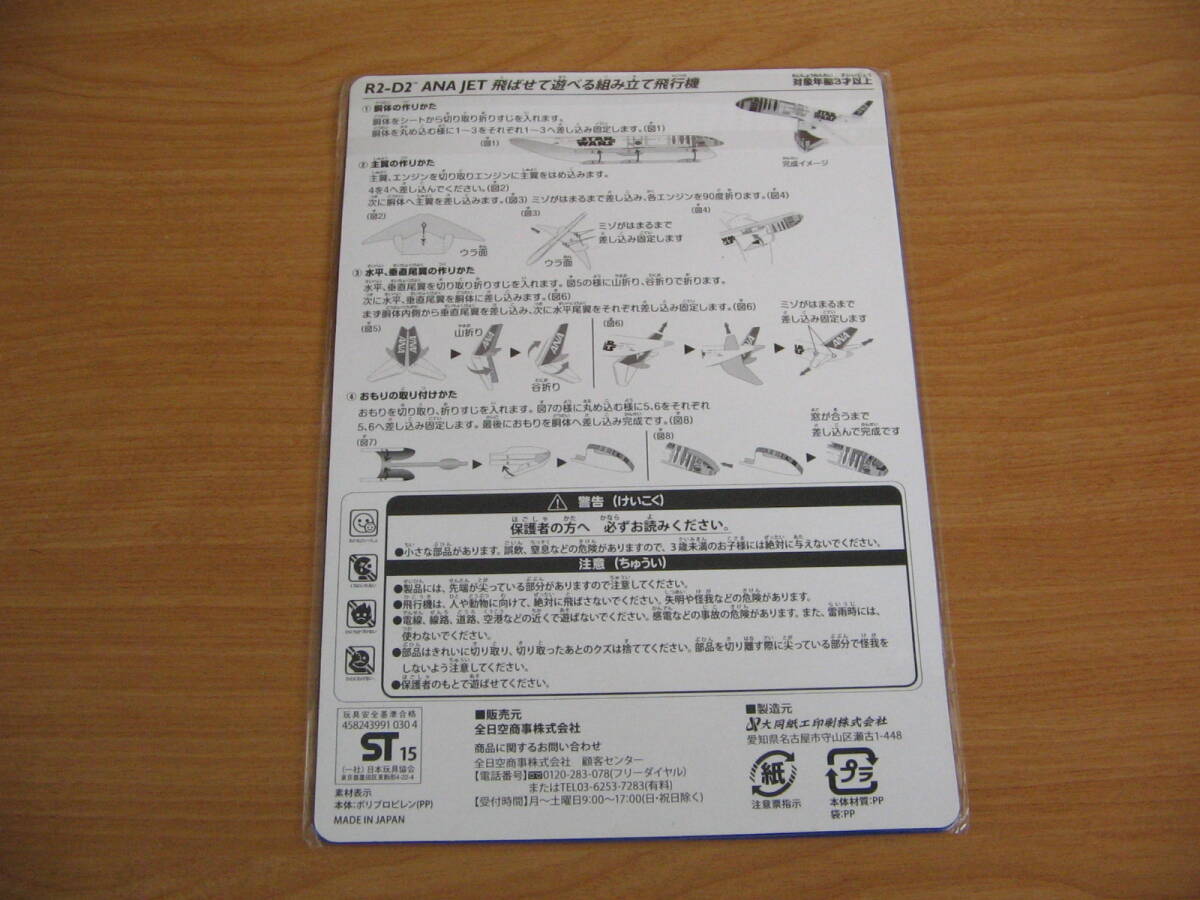 R2-D2™ ANA JET 飛ばせて遊べる組み立て飛行機
対象年齢3才以上
① 胴体の作りかた
胴体をシートから切り取り折りすじを入れます。
胴体を丸め込む様に1〜3をそれぞれ1〜3へ差し込み固定します。(図1)
(図1)
STAR WARS
完成イメージ
② 主翼の作りかた
主翼、エンジンを切り取りエンジンに主翼をはめ込みます。
4を4へ差し込んでください。(図2)
次に胴体へ主翼を差し込みます。(図3) ミゾがはまるまで差し込み、各エンジンを90度折ります。(図4)
(図2)
ウラ面
(図3)
ウラ面
ミゾがはまるまで
差し込み固定します
(図4)
③ 水平、垂直尾翼の作りかた
水平、垂直尾翼を切り取り折りすじを入れます。図5の様に山折り、谷折りで折ります。
次に水平、垂直尾翼を胴体に差し込みます。(図6)
まず胴体内側から垂直尾翼を差し込み、次に水平尾翼をそれぞれ差し込み固定します。(図6)
ミゾがはまるまで
差し込み固定します
(図5)
ANA
山折り
谷折り
(図6)
④ おもりの取り付けかた
おもりを切り取り、折りすじを入れます。図7の様に丸め込む様に5、6をそれぞれ
5、6へ差し込み固定します。最後におもりを胴体へ差し込み完成です。(図8)
窓が合うまで
差し込んで完成です
(図7)
(図8)
警告 (けいこく)
保護者の方へ 必ずお読みください。
●小さな部品があります。誤飲、窒息などの危険がありますので、3歳未満のお子様には絶対に与えないでください。
注意 (ちゅうい)
●製品には、先端が尖っている部分がありますので注意してください。
●飛行機は、人や動物に向けて、絶対に飛ばさないでください。失明や怪我などの危険があります。
●電線、線路、道路、空港などの近くで遊ばないでください。感電などの事故の危険があります。また、雷雨時には、
使わないでください。
●部品はきれいに切り取り、切り取ったあとのクズは捨ててください。部品を切り離す際に尖っている部分で怪我を
しないよう注意してください。
●保護者のもとで遊ばせてください。
玩具安全基準合格
458243991 030 4
ST 15
(一社)日本玩具協会
東京都墨田区東駒形4-22-4
素材表示
本体:ポリプロピレン(PP)
MADE IN JAPAN
■販売元
全日空商事株式会社
商品に関するお問い合わせ
全日空商事株式会社 顧客センター
【電話番号】0120-283-078(フリーダイヤル)
またはTEL03-6253-7283(有料)
【受付時間】月〜土曜日9:00〜17:00(日・祝日除く)
■製造元
大同紙工印刷株式会社
愛知県名古屋市守山区瀬古1-448
紙
注意票指示
プラ
本体材質:PP
袋:PP